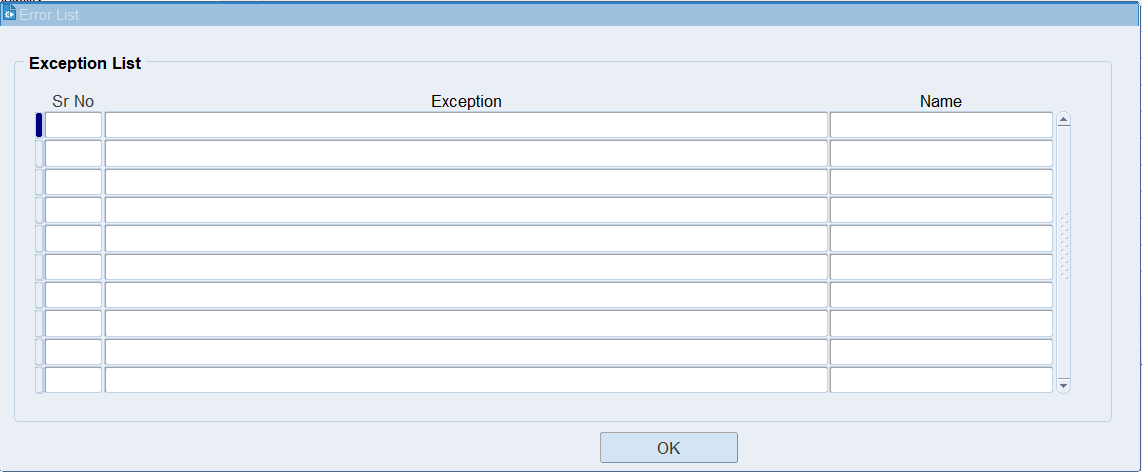 Error List
Exception List
Sr No Exception Name
OK